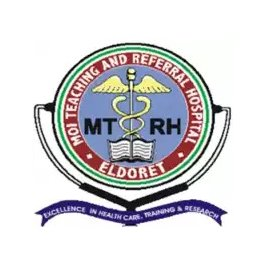 MOI TEACHING AND REFERRAL HOSPITAL
MT RH
• ELDORET •
EXCELLENCE IN HEALTH CARE, TRAINING & RESEARCH